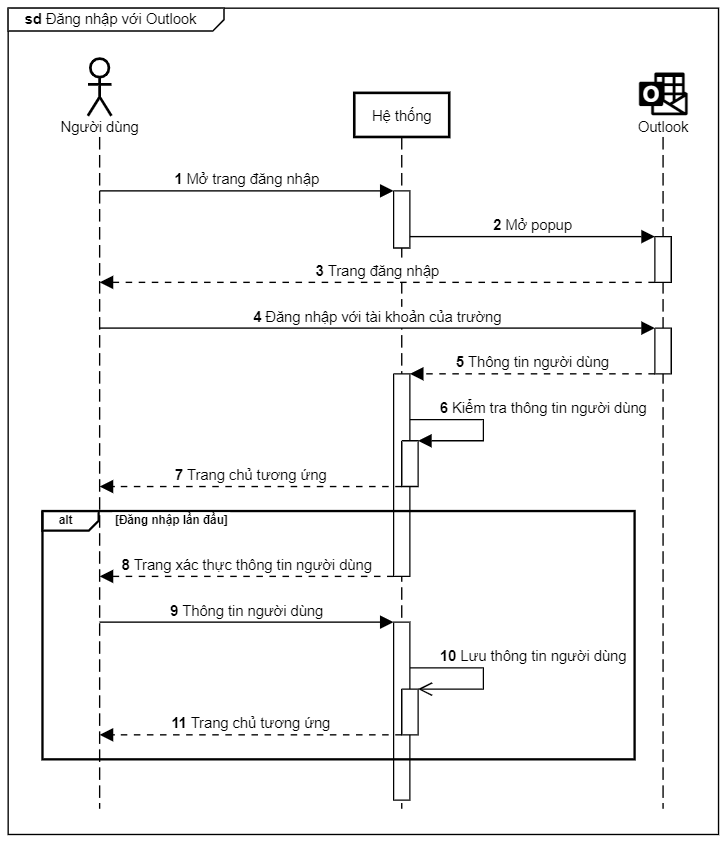 sd Đăng nhập với Outlook
Người dùng
Hệ thống
Outlook
1 Mở trang đăng nhập
2 Mở popup
3 Trang đăng nhập
4 Đăng nhập với tài khoản của trường
5 Thông tin người dùng
6 Kiểm tra thông tin người dùng
7 Trang chủ tương ứng
alt
[Đăng nhập lần đầu]
8 Trang xác thực thông tin người dùng
9 Thông tin người dùng
10 Lưu thông tin người dùng
11 Trang chủ tương ứng